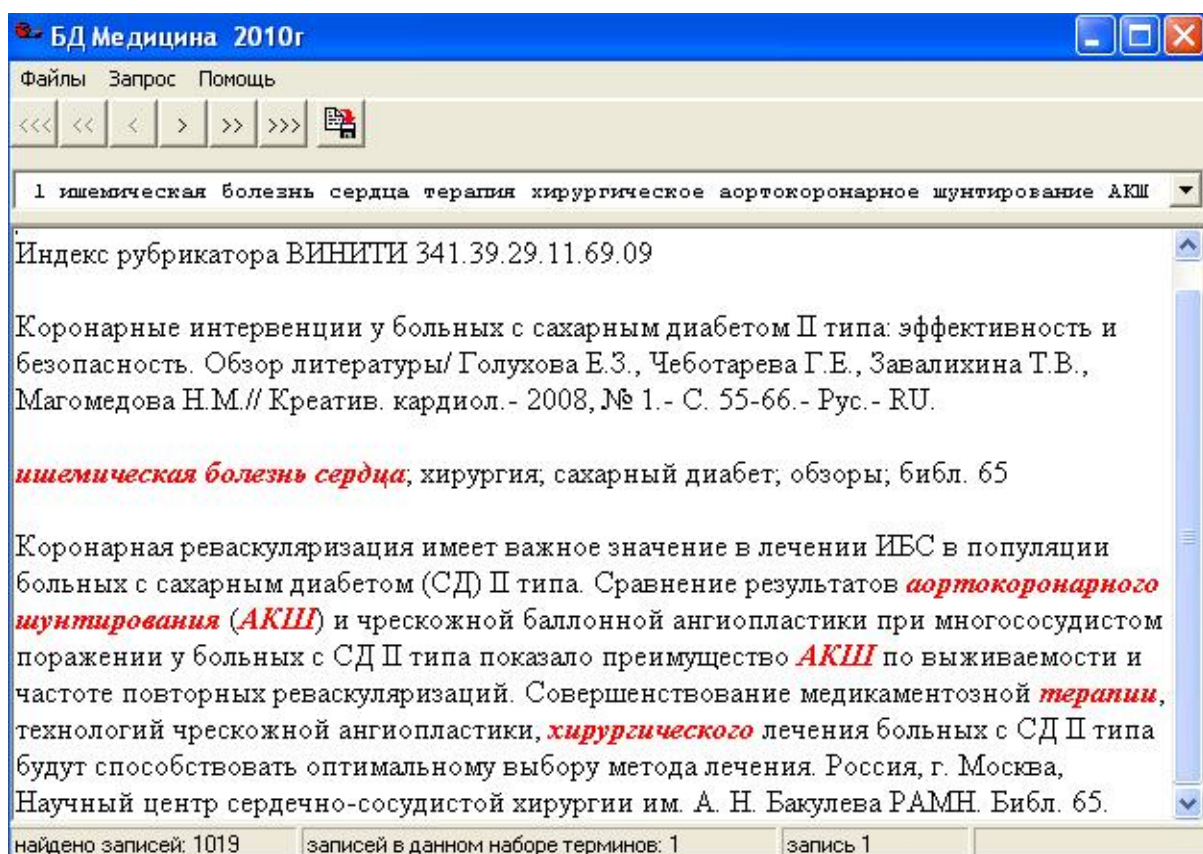 БД Медицина 2010г
Файлы Запрос Помощь
<<< << < > >> >>>
1 ишемическая болезнь сердца терапия хирургическое аортокоронарное шунтирование АКШ
Индекс рубрикатора ВИНИТИ 341.39.29.11.69.09
Коронарные интервенции у больных с сахарным диабетом II типа: эффективность и
безопасность. Обзор литературы/ Голухова Е.З., Чеботарева Г.Е., Завалихина Т.В.,
Магомедова Н.М.// Креатив. кардиол.- 2008, № 1.- С. 55-66.- Рус.- RU.
ишемическая болезнь сердца; хирургия; сахарный диабет; обзоры; библ. 65
Коронарная реваскуляризация имеет важное значение в лечении ИБС в популяции
больных с сахарным диабетом (СД) II типа. Сравнение результатов аортокоронарного
шунтирования (АКШ) и чрескожной баллонной ангиопластики при многососудистом
поражении у больных с СД II типа показало преимущество АКШ по выживаемости и
частоте повторных реваскуляризаций. Совершенствование медикаментозной терапии,
технологий чрескожной ангиопластики, хирургического лечения больных с СД II типа
будут способствовать оптимальному выбору метода лечения. Россия, г. Москва,
Научный центр сердечно-сосудистой хирургии им. А. Н. Бакулева РАМН. Библ. 65.
найдено записей: 1019 записей в данном наборе терминов: 1 запись 1